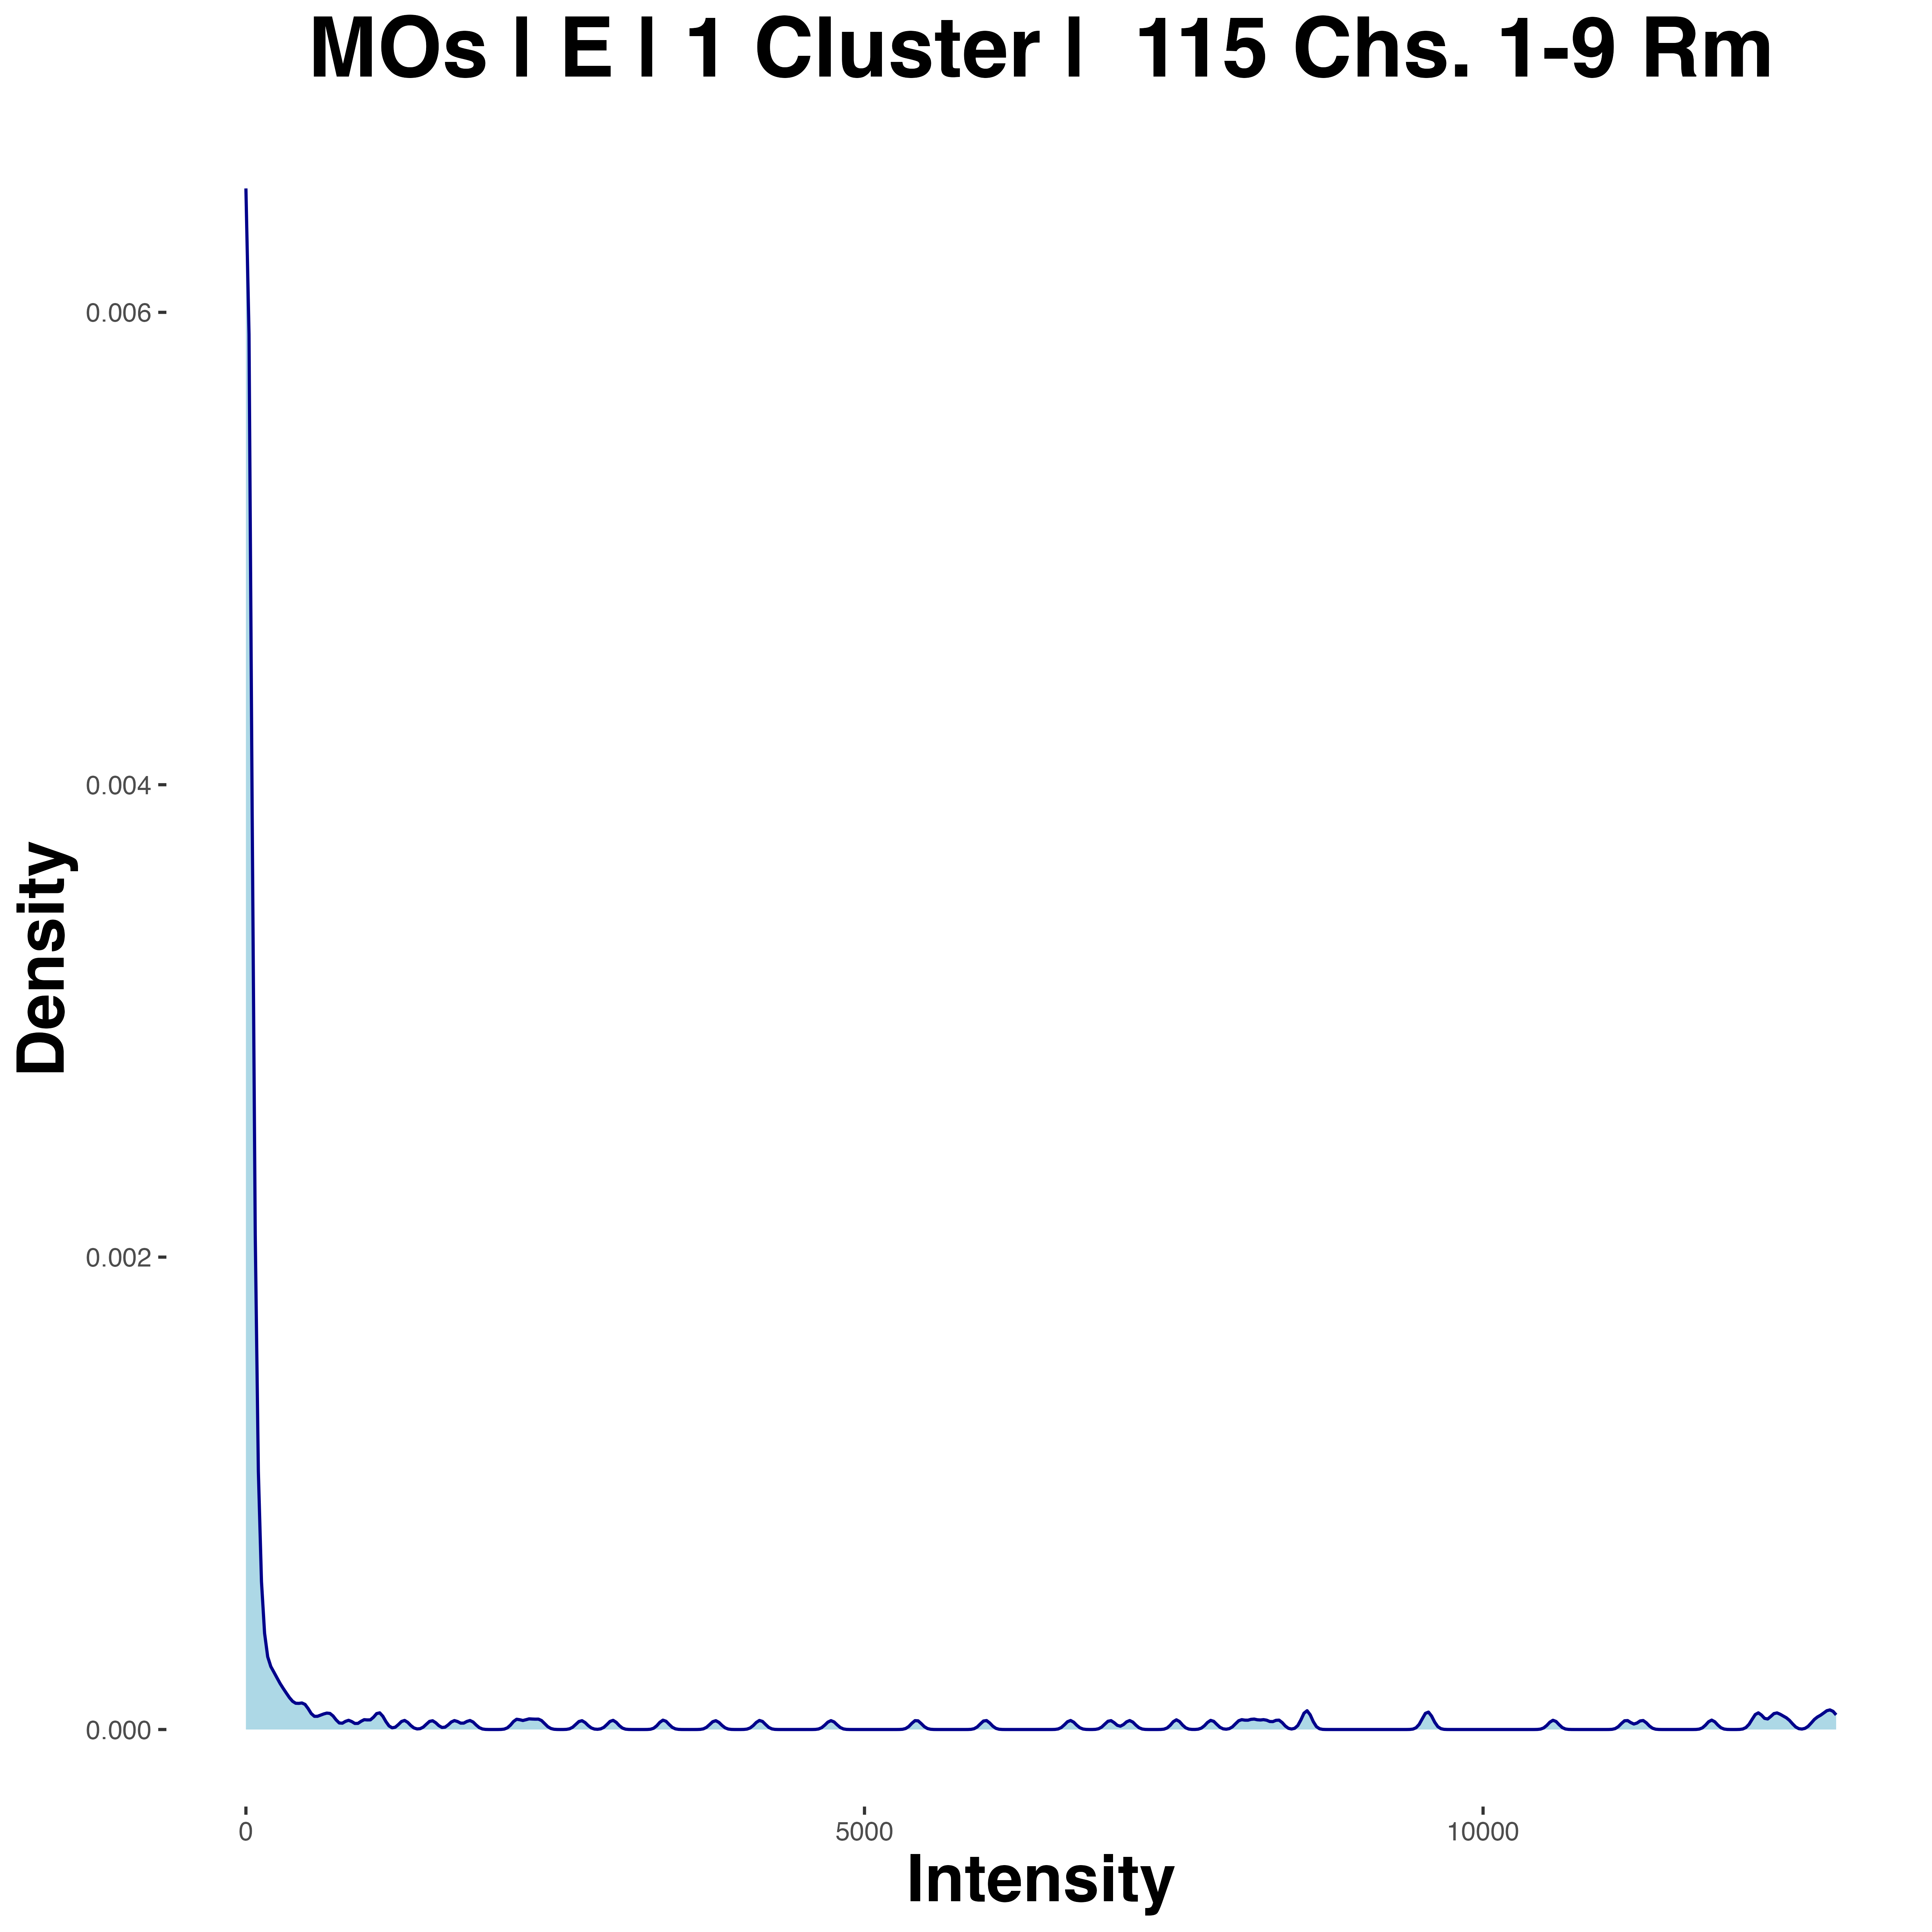 MOs | E | 1 Cluster |  115 Chs. 1-9 Rm
0.006
0.004
0.002
0.000
Density
0
5000
10000
Intensity